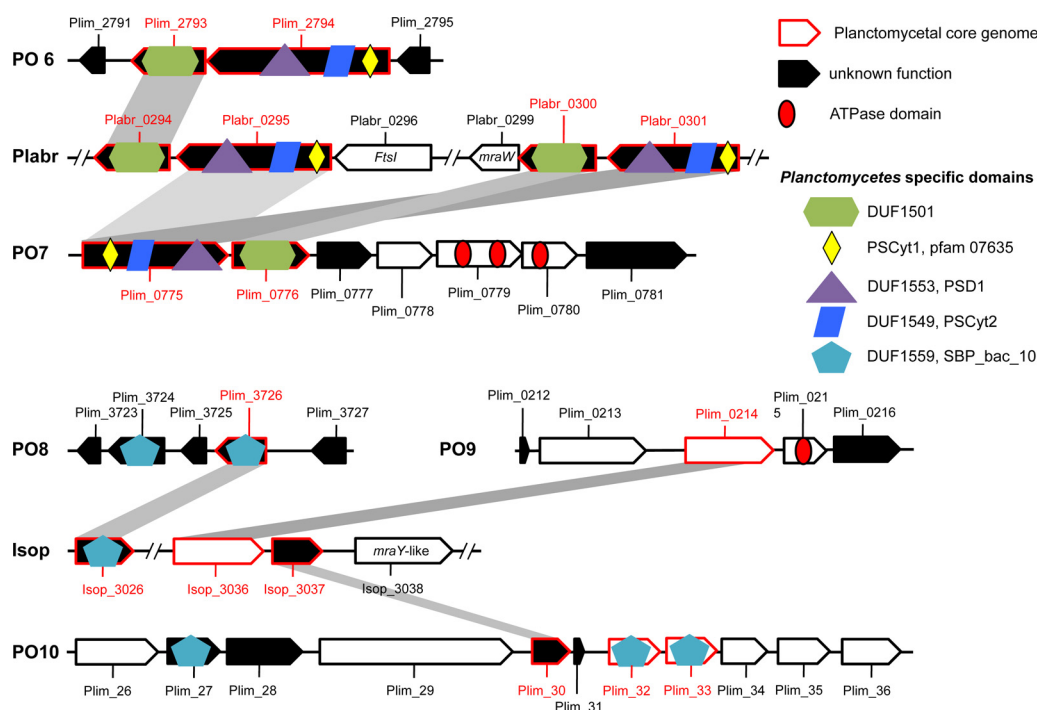 Plim_2791
Plim_2793
Plim_2794
Plim_2795
PO 6
Planctomycetal core genome
unknown function
ATPase domain
Plabr_0294
Plabr_0295
Plabr_0296
Plabr_0299
Plabr_0300
Plabr_0301
Plabr
FtsI
mraW
Planctomycetes specific domains
DUF1501
PSCyt1, pfam 07635
DUF1553, PSD1
DUF1549, PSCyt2
DUF1559, SBP_bac_10
PO7
Plim_0775
Plim_0776
Plim_0777
Plim_0778
Plim_0779
Plim_0780
Plim_0781
PO8
Plim_3723
Plim_3724
Plim_3725
Plim_3726
Plim_3727
PO9
Plim_0212
Plim_0213
Plim_0214
Plim_021
5
Plim_0216
Isop
mraY-like
Isop_3026
Isop_3036
Isop_3037
Isop_3038
PO10
Plim_26
Plim_27
Plim_28
Plim_29
Plim_30
Plim_31
Plim_32
Plim_33
Plim_34
Plim_35
Plim_36